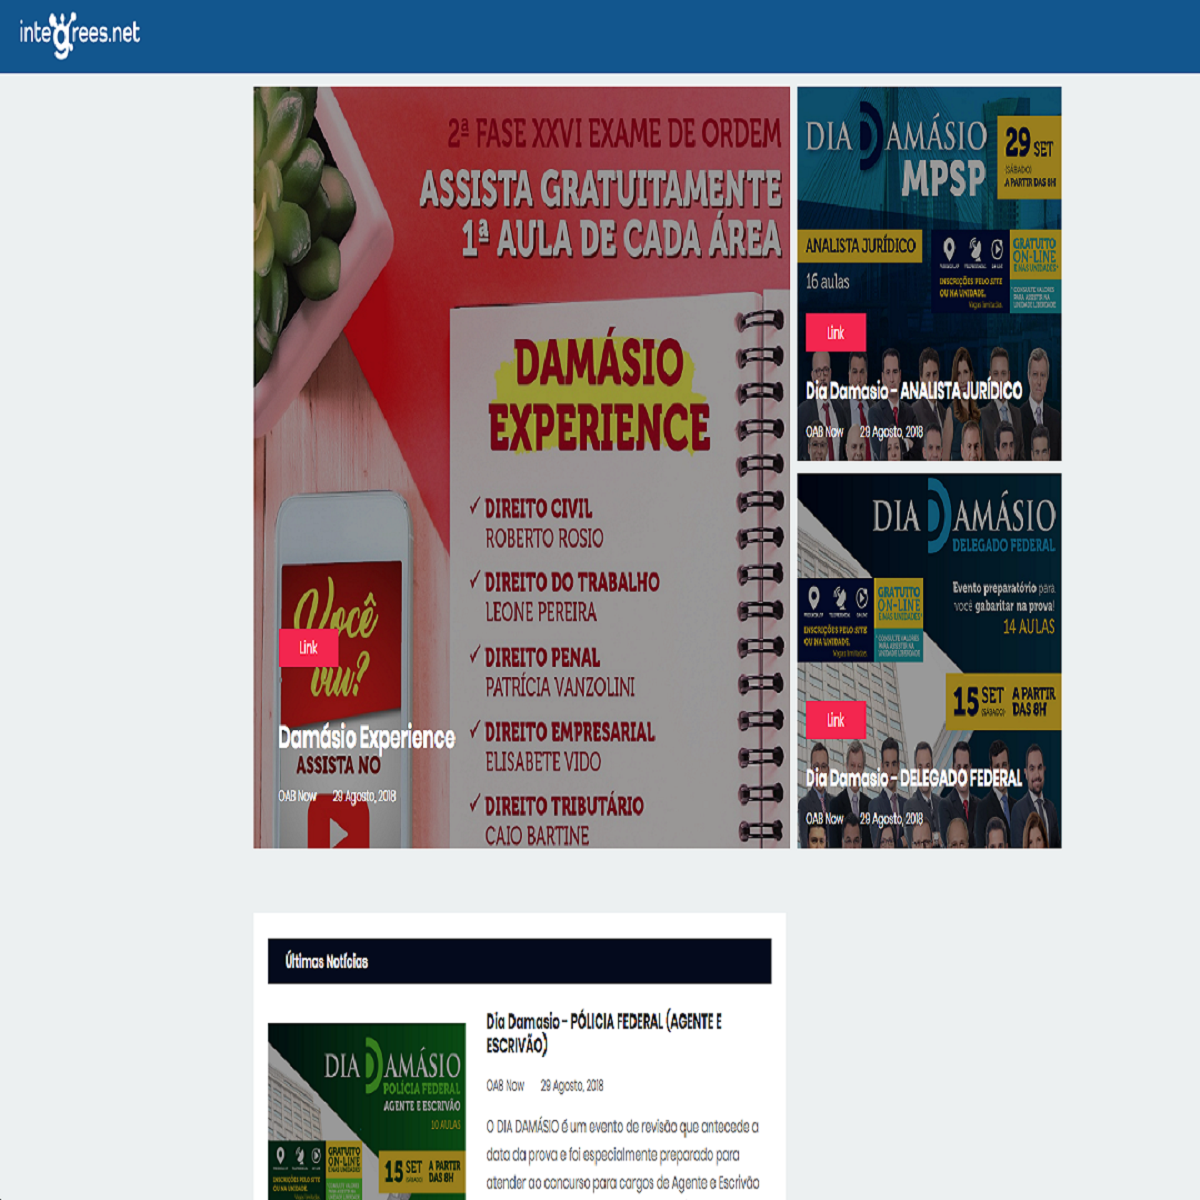 integrees.net
2ª FASE XXVI EXAME DE ORDEM
ASSISTA GRATUITAMENTE
1ª AULA DE CADA ÁREA
DAMÁSIO
EXPERIENCE
✓ DIREITO CIVIL
ROBERTO ROSIO
✓ DIREITO DO TRABALHO
LEONE PEREIRA
✓ DIREITO PENAL
PATRÍCIA VANZOLINI
✓ DIREITO EMPRESARIAL
ELISABETE VIDO
✓ DIREITO TRIBUTÁRIO
CAIO BARTINE
Você
viu?
Link
Damásio Experience
ASSISTA NO
OAB Now 29 Agosto, 2018
DIA DAMÁSIO
MPSP
29 SET
(SÁBADO)
A PARTIR DAS 8H
ANALISTA JURÍDICO
16 aulas
GRATUITO
ON-LINE
E NAS UNIDADES*
INSCRIÇÕES PELO SITE
OU NA UNIDADE.
Vagas limitadas.
*CONSULTE VALORES
PARA ASSISTIR NA
UNIDADE LIBERDADE
Link
Dia Damasio - ANALISTA JURÍDICO
OAB Now 29 Agosto, 2018
DIA DAMÁSIO
DELEGADO FEDERAL
Evento preparatório para
você gabaritar na prova!
14 AULAS
GRATUITO
ON-LINE
E NAS UNIDADES*
INSCRIÇÕES PELO SITE
OU NA UNIDADE.
Vagas limitadas
*CONSULTE VALORES
PARA ASSISTIR NA
UNIDADE LIBERDADE
15 SET
(SÁBADO)
A PARTIR
DAS 8H
Link
Dia Damasio - DELEGADO FEDERAL
OAB Now 29 Agosto, 2018
Últimas Notícias
DIA DAMÁSIO
POLÍCIA FEDERAL
AGENTE E ESCRIVÃO
10 AULAS
GRATUITO
ON-LINE
E NAS UNIDADES*
INSCRIÇÕES PELO SITE
OU NA UNIDADE.
15 SET
(SÁBADO)
A PARTIR
DAS 8H
Dia Damasio - PÓLICIA FEDERAL (AGENTE E
ESCRIVÃO)
OAB Now 29 Agosto, 2018
O DIA DAMÁSIO é um evento de revisão que antecede a
data da prova e foi especialmente preparado para
atender ao concurso para cargos de Agente e Escrivão